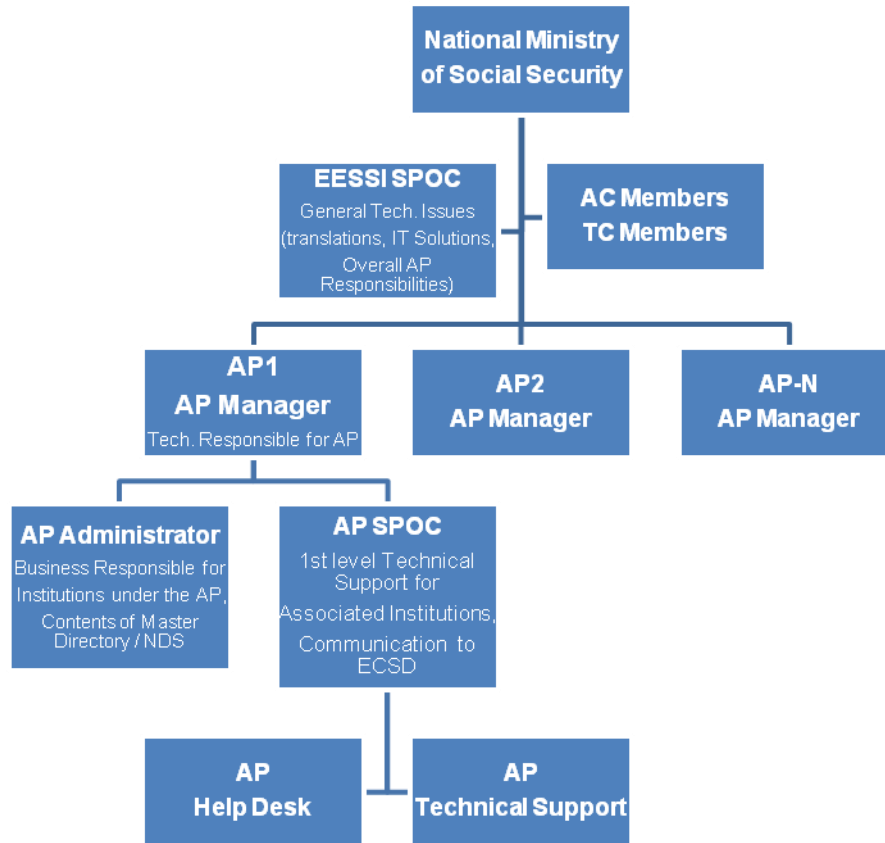 National Ministry
of Social Security
EESSI SPOC
General Tech. Issues
(translations, IT Solutions,
Overall AP
Responsibilities)
AC Members
TC Members
AP1
AP Manager
Tech. Responsible for AP
AP2
AP Manager
AP-N
AP Manager
AP Administrator
Business Responsible for
Institutions under the AP,
Contents of Master
Directory / NDS
AP SPOC
1st level Technical
Support for
Associated Institutions,
Communication to
ECSD
AP
Help Desk
AP
Technical Support